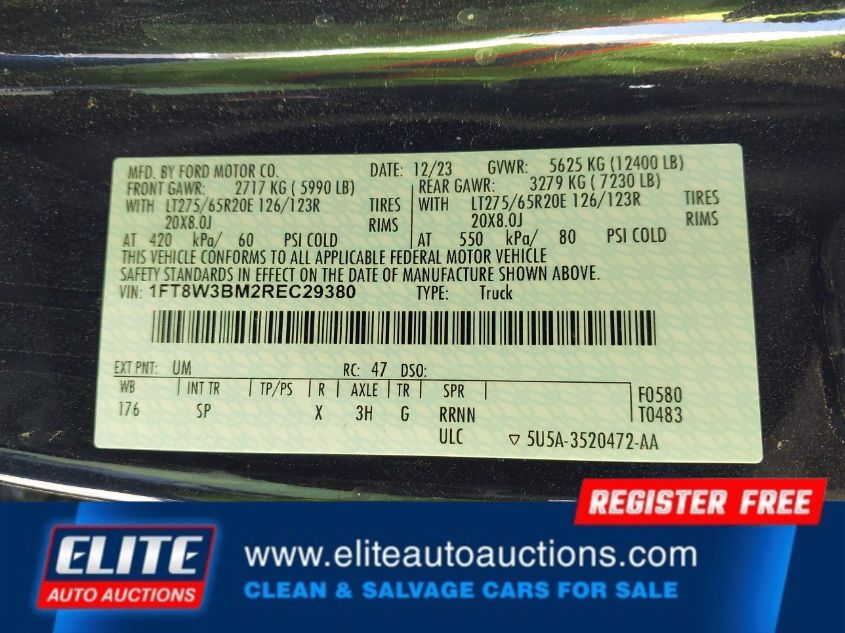 MFD. BY FORD MOTOR CO. DATE: 12/23 GVWR: 5625 KG (12400 LB)
FRONT GAWR: 2717 KG ( 5990 LB) REAR GAWR: 3279 KG ( 7230 LB)
WITH LT275/65R20E 126/123R TIRES WITH LT275/65R20E 126/123R TIRES
20X8.0J RIMS 20X8.0J RIMS
AT 420 kPa/ 60 PSI COLD AT 550 kPa/ 80 PSI COLD
THIS VEHICLE CONFORMS TO ALL APPLICABLE FEDERAL MOTOR VEHICLE
SAFETY STANDARDS IN EFFECT ON THE DATE OF MANUFACTURE SHOWN ABOVE.
VIN: 1FT8W3BM2REC29380 TYPE: Truck
EXT PNT: UM RC: 47 DSO:
WB INT TR TP/PS R AXLE TR SPR F0580
176 SP X 3H G RRNN T0483
ULC ▽ 5U5A-3520472-AA
REGISTER FREE
ELITE
AUTO AUCTIONS
www.eliteautoauctions.com
CLEAN & SALVAGE CARS FOR SALE